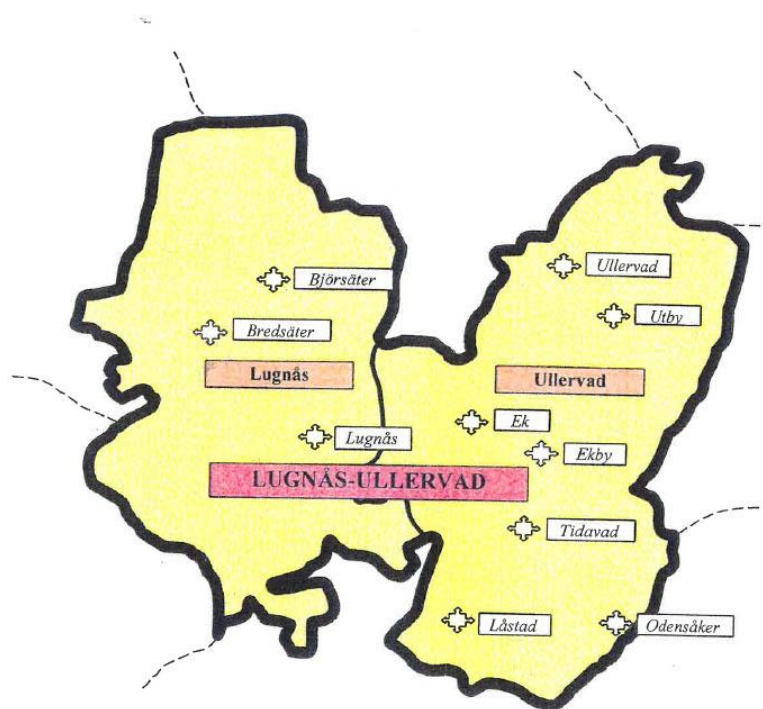 Björsäter
Ullervad
Utby
Bredsäter
Lugnås
Ullervad
Ek
Lugnås
Ekby
LUGNÅS-ULLERVAD
Tidavad
Låstad
Odensåker